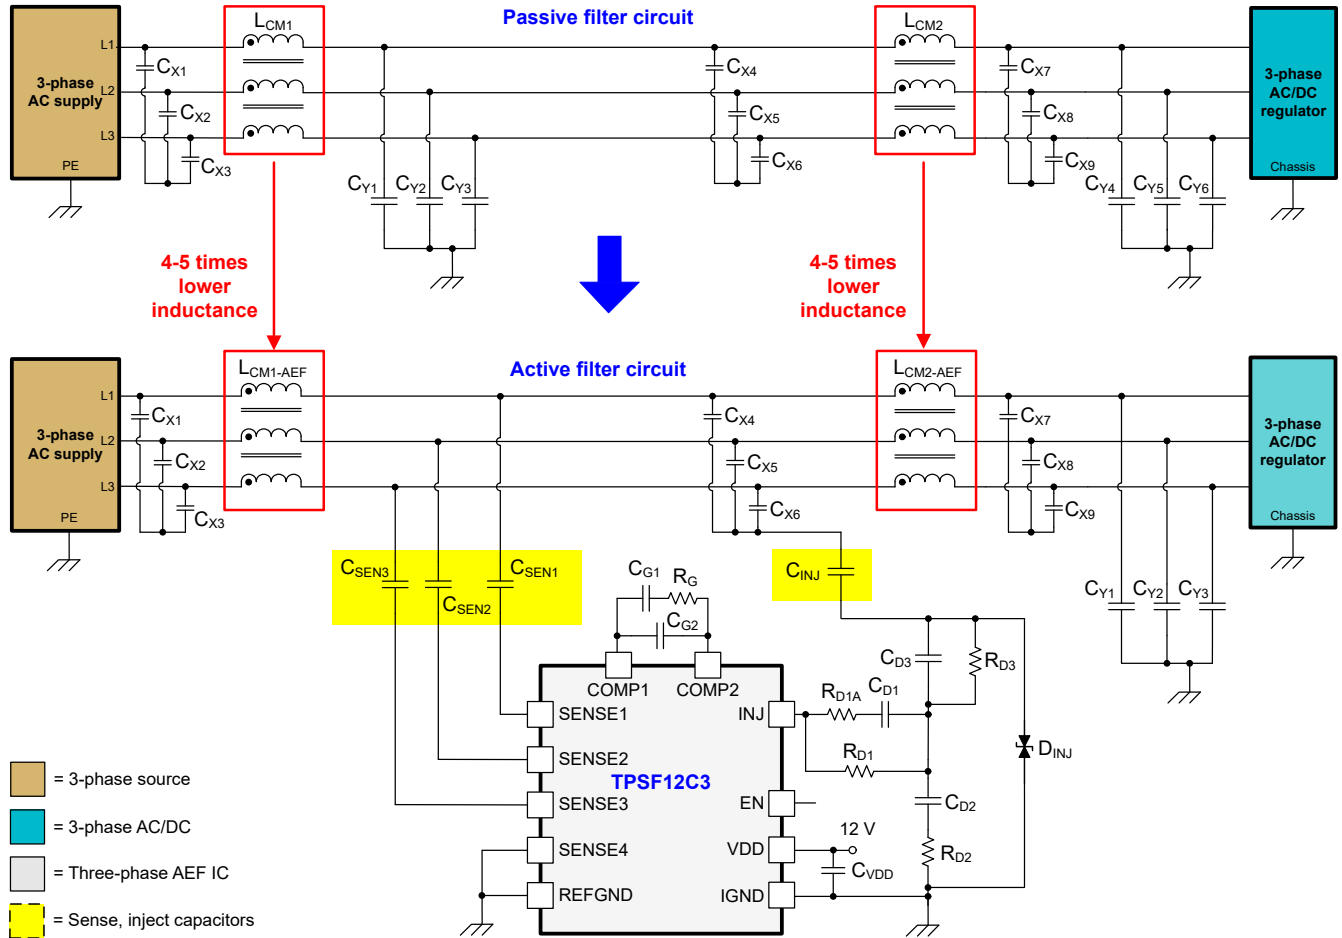 Passive filter circuit
3-phase
AC supply
L1
L2
L3
PE
LCM1
CX1
CX2
CX3
CY1
CY2
CY3
CX4
CX5
CX6
LCM2
CX7
CX8
CX9
CY4
CY5
CY6
3-phase
AC/DC
regulator
Chassis
4-5 times
lower
inductance
4-5 times
lower
inductance
Active filter circuit
3-phase
AC supply
L1
L2
L3
PE
LCM1-AEF
CX1
CX2
CX3
CX4
CX5
CX6
LCM2-AEF
CX7
CX8
CX9
3-phase
AC/DC
regulator
Chassis
CSEN3
CSEN2
CSEN1
CINJ
CY1
CY2
CY3
CG1
RG
CG2
COMP1
COMP2
SENSE1
SENSE2
SENSE3
SENSE4
REFGND
TPSF12C3
INJ
EN
VDD
IGND
RD1A
CD1
RD1
CD3
RD3
DINJ
CD2
RD2
12 V
CVDD
= 3-phase source
= 3-phase AC/DC
= Three-phase AEF IC
= Sense, inject capacitors